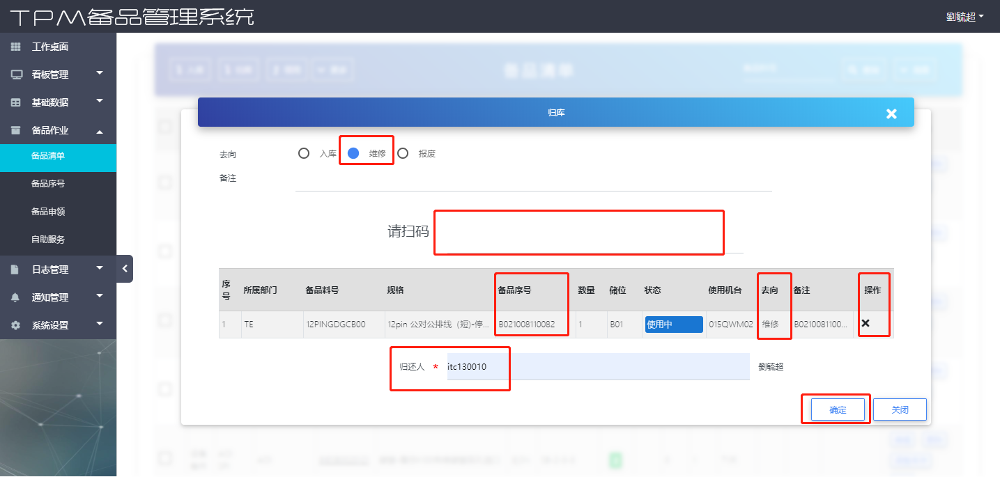 TPM备品管理系统
劉毓超
工作桌面
看板管理
基础数据
备品作业
备品清单
备品序号
备品申领
自助服务
日志管理
通知管理
系统设置
备品清单
归库
去向 入库 维修 报废
备注
请扫码
序号 所属部门 备品料号 规格 备品序号 数量 储位 状态 使用机台 去向 备注 操作
1 TE 12PINGDGCB00 12pin 公对公排线（短)-停... B021008110082 1 B01 使用中 015QWM02 维修 B0210081100...
归还人 * itc130010 劉毓超
确定 关闭